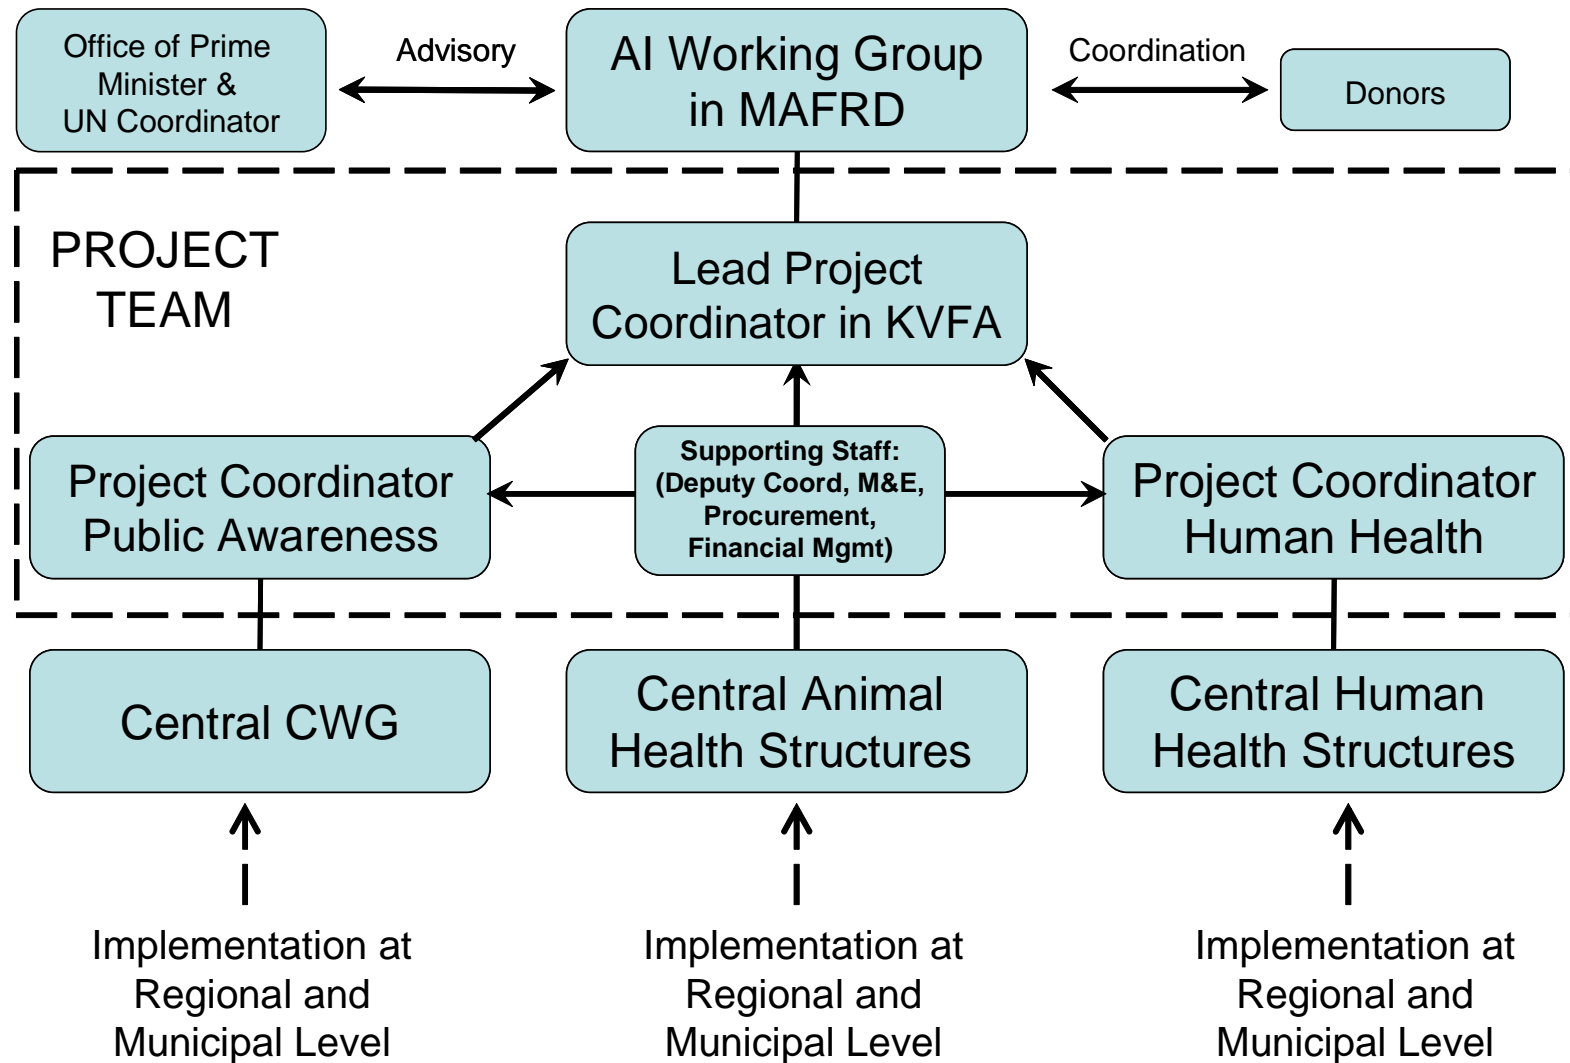 Office of Prime
Minister &
UN Coordinator
Advisory
AI Working Group
in MAFRD
Coordination
Donors
PROJECT
TEAM
Lead Project
Coordinator in KVFA
Project Coordinator
Public Awareness
Supporting Staff:
(Deputy Coord, M&E,
Procurement,
Financial Mgmt)
Project Coordinator
Human Health
Central CWG
Central Animal
Health Structures
Central Human
Health Structures
Implementation at
Regional and
Municipal Level
Implementation at
Regional and
Municipal Level
Implementation at
Regional and
Municipal Level